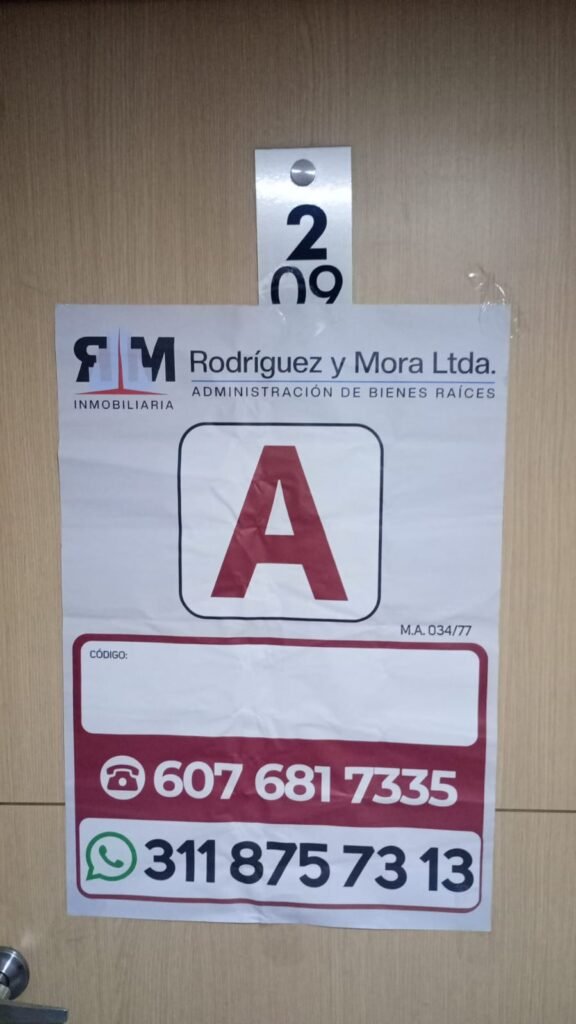 2
09
RM
INMOBILIARIA
Rodríguez y Mora Ltda.
ADMINISTRACIÓN DE BIENES RAÍCES
A
M.A. 034/77
CÓDIGO:
607 681 7335
311 875 73 13